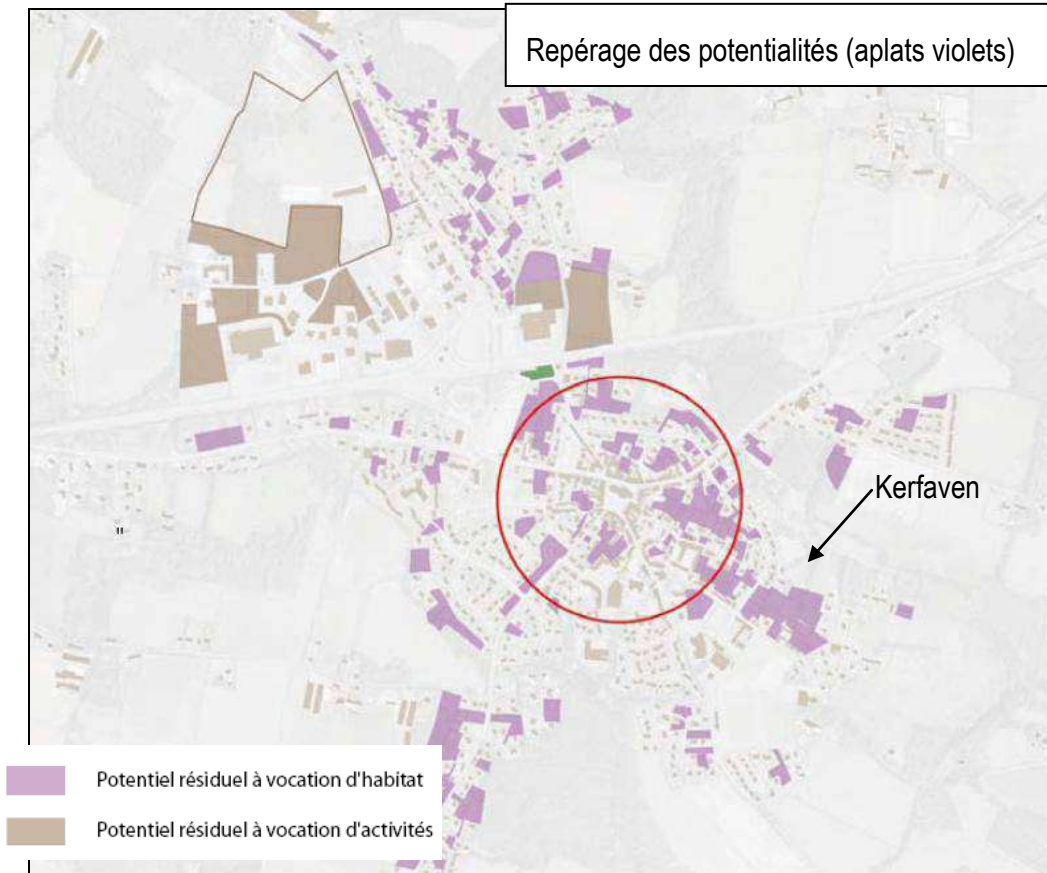 Repérage des potentialités (aplats violets)
Kerfaven
Potentiel résiduel à vocation d'habitat
Potentiel résiduel à vocation d'activités